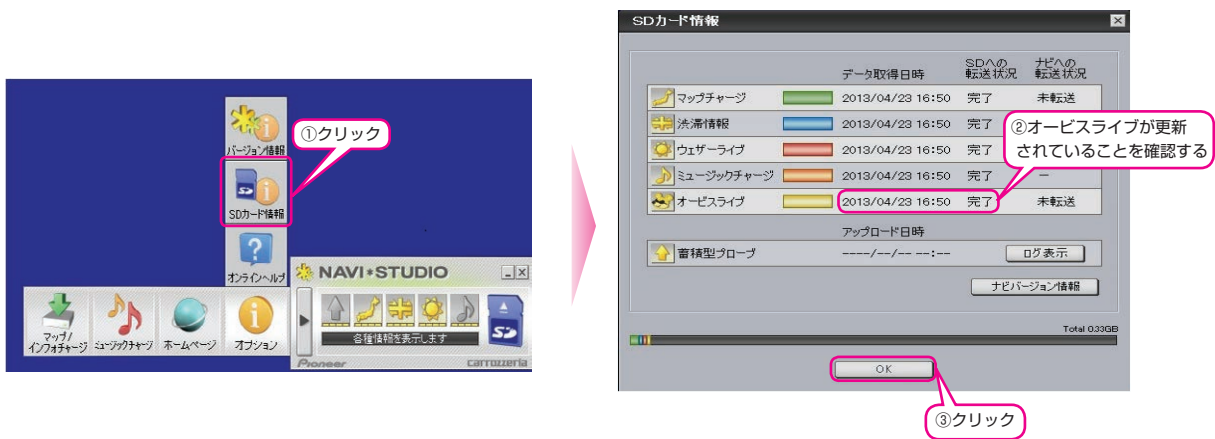 ①クリック
バージョン情報
SDカード情報
オンラインヘルプ
マップ/
インフォチャージ
ミュージックチャージ
ホームページ
オプション
NAVI*STUDIO
各種情報を表示します
Pioneer
carrozzeria
SDカード情報
データ取得日時
SDへの
転送状況
ナビへの
転送状況
マップチャージ 2013/04/23 16:50 完了 未転送
渋滞情報 2013/04/23 16:50 完了
ウェザーライブ 2013/04/23 16:50 完了
ミュージックチャージ 2013/04/23 16:50 完了 ー
オービスライブ 2013/04/23 16:50 完了 未転送
②オービスライブが更新
されていることを確認する
アップロード日時
蓄積型プローブ ----/--/-- --:-- ログ表示
ナビバージョン情報
Total 0.33GB
OK
③クリック